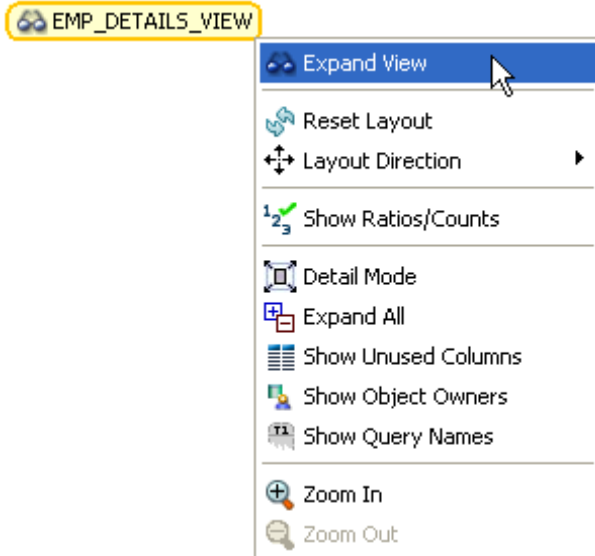 EMP_DETAILS_VIEW
Expand View
Reset Layout
Layout Direction
Show Ratios/Counts
Detail Mode
Expand All
Show Unused Columns
Show Object Owners
Show Query Names
Zoom In
Zoom Out